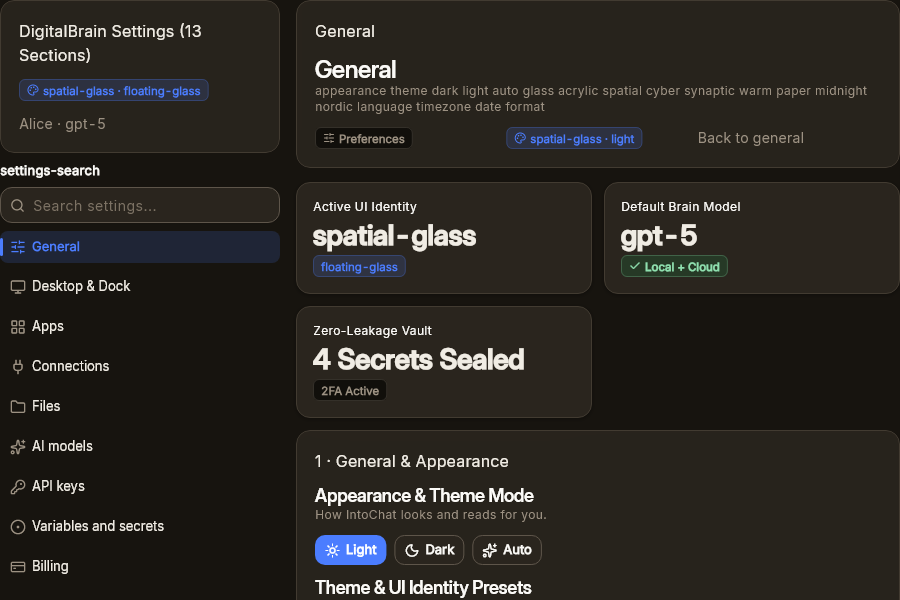 DigitalBrain Settings (13
Sections)
spatial-glass · floating-glass
Alice · gpt-5
settings-search
Search settings...
General
Desktop & Dock
Apps
Connections
Files
AI models
API keys
Variables and secrets
Billing
General
General
appearance theme dark light auto glass acrylic spatial cyber synaptic warm paper midnight
nordic language timezone date format
Preferences
spatial-glass · light
Back to general
Active UI Identity
spatial-glass
floating-glass
Default Brain Model
gpt-5
Local + Cloud
Zero-Leakage Vault
4 Secrets Sealed
2FA Active
1 · General & Appearance
Appearance & Theme Mode
How IntoChat looks and reads for you.
Light
Dark
Auto
Theme & UI Identity Presets